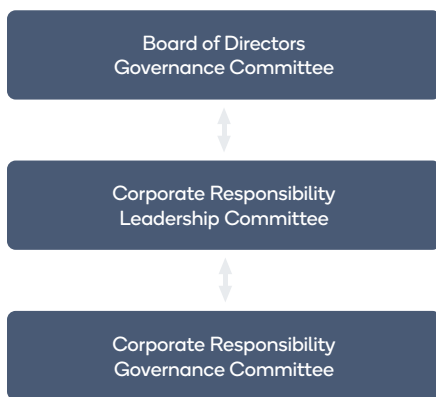 Board of Directors
Governance Committee
Corporate Responsibility
Leadership Committee
Corporate Responsibility
Governance Committee